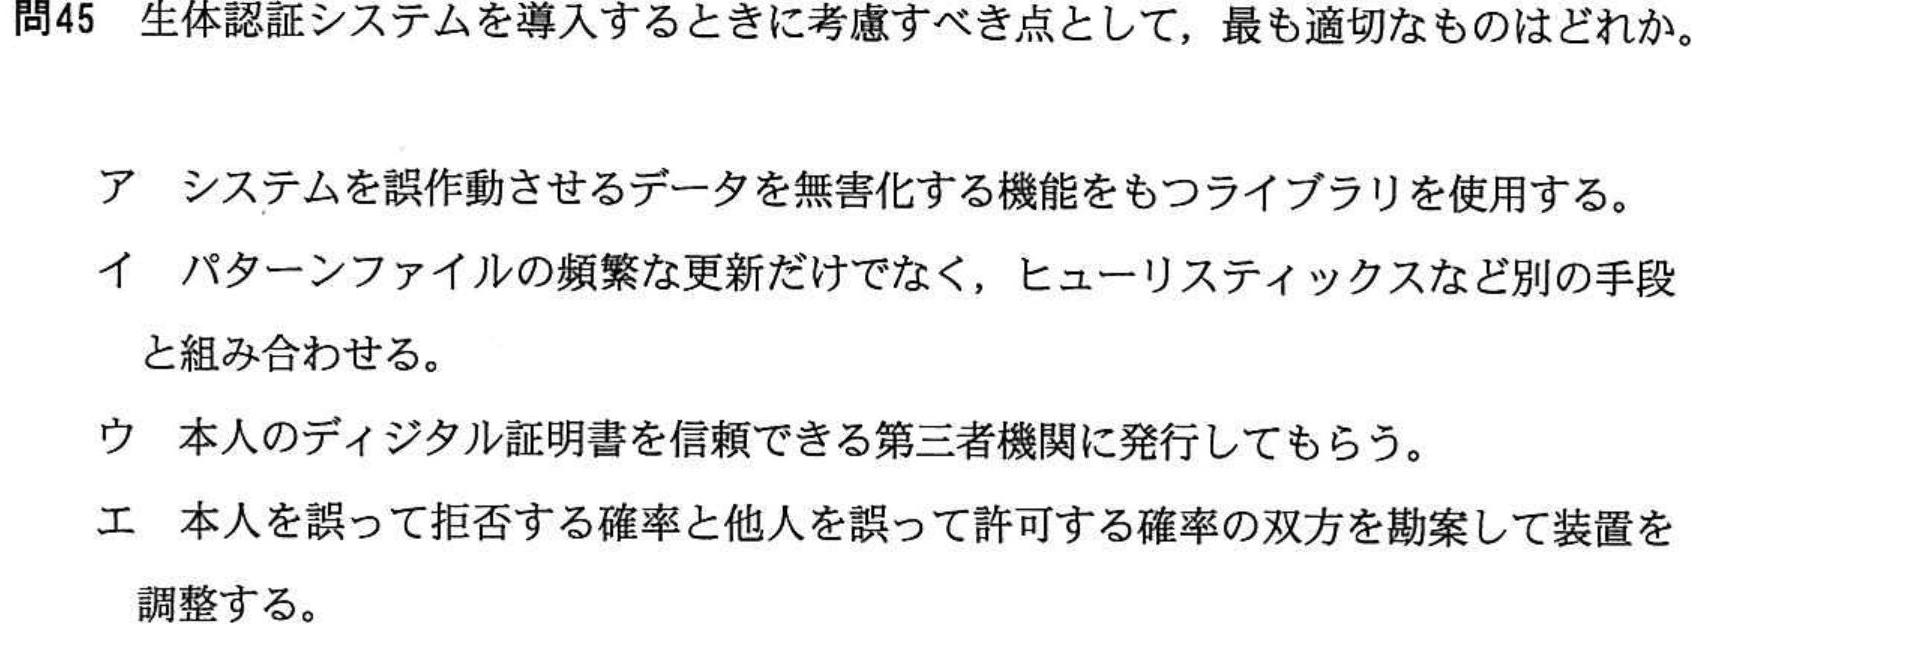 問45　生体認証システムを導入するときに考慮すべき点として，最も適切なものはどれか。
ア　システムを誤作動させるデータを無害化する機能をもつライブラリを使用する。
イ　パターンファイルの頻繁な更新だけでなく，ヒューリスティックスなど別の手段
と組み合わせる。
ウ　本人のディジタル証明書を信頼できる第三者機関に発行してもらう。
エ　本人を誤って拒否する確率と他人を誤って許可する確率の双方を勘案して装置を
調整する。